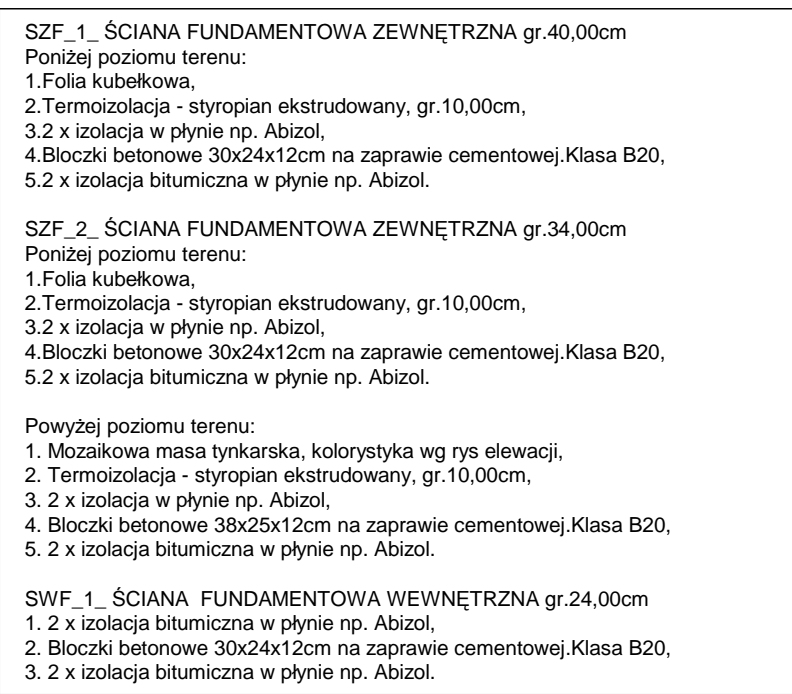 SZF_1_ ŚCIANA FUNDAMENTOWA ZEWNĘTRZNA gr.40,00cm
Poniżej poziomu terenu:
1.Folia kubełkowa,
2.Termoizolacja - styropian ekstrudowany, gr.10,00cm,
3.2 x izolacja w płynie np. Abizol,
4.Bloczki betonowe 30x24x12cm na zaprawie cementowej.Klasa B20,
5.2 x izolacja bitumiczna w płynie np. Abizol.
SZF_2_ ŚCIANA FUNDAMENTOWA ZEWNĘTRZNA gr.34,00cm
Poniżej poziomu terenu:
1.Folia kubełkowa,
2.Termoizolacja - styropian ekstrudowany, gr.10,00cm,
3.2 x izolacja w płynie np. Abizol,
4.Bloczki betonowe 30x24x12cm na zaprawie cementowej.Klasa B20,
5.2 x izolacja bitumiczna w płynie np. Abizol.
Powyżej poziomu terenu:
1. Mozaikowa masa tynkarska, kolorystyka wg rys elewacji,
2. Termoizolacja - styropian ekstrudowany, gr.10,00cm,
3. 2 x izolacja w płynie np. Abizol,
4. Bloczki betonowe 38x25x12cm na zaprawie cementowej.Klasa B20,
5. 2 x izolacja bitumiczna w płynie np. Abizol.
SWF_1_ ŚCIANA  FUNDAMENTOWA WEWNĘTRZNA gr.24,00cm
1. 2 x izolacja bitumiczna w płynie np. Abizol,
2. Bloczki betonowe 30x24x12cm na zaprawie cementowej.Klasa B20,
3. 2 x izolacja bitumiczna w płynie np. Abizol.